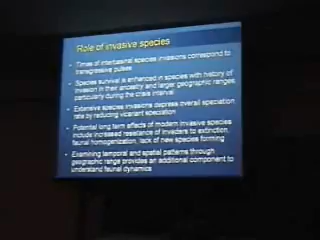 Role of invasive species
• Times of interbasinal species invasions correspond to
transgressive pulses
• Species survival is enhanced in species with history of
invasion in their ancestry and larger geographic ranges
particularly during the crisis interval
• Extensive species invasions depress overall speciation
rate by reducing vicariant speciation
• Potential long term effects of modern invasive species
include increased resistance of invaders to extinction,
faunal homogenization, lack of new species forming
• Examining temporal and spatial patterns through
geographic range provides an additional component to
understand faunal dynamics